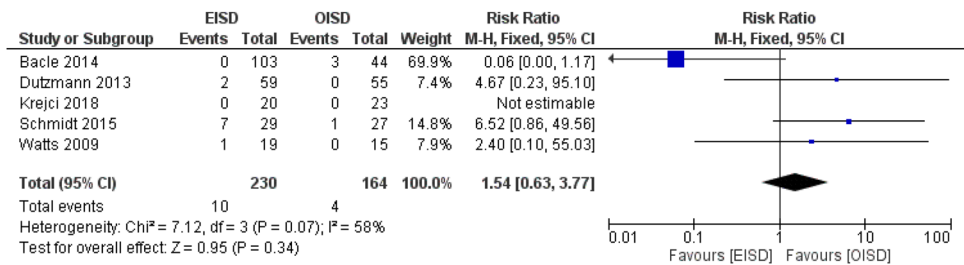 EISD OISD Risk Ratio Risk Ratio
Study or Subgroup Events Total Events Total Weight M-H, Fixed, 95% CI M-H, Fixed, 95% CI
Bacle 2014 0 103 3 44 69.9% 0.06 [0.00, 1.17]
Dutzmann 2013 2 59 0 55 7.4% 4.67 [0.23, 95.10]
Krejci 2018 0 20 0 23 Not estimable
Schmidt 2015 7 29 1 27 14.8% 6.52 [0.86, 49.56]
Watts 2009 1 19 0 15 7.9% 2.40 [0.10, 55.03]
Total (95% CI) 230 164 100.0% 1.54 [0.63, 3.77]
Total events 10 4
Heterogeneity: Chi² = 7.12, df = 3 (P = 0.07); I² = 58%
Test for overall effect: Z = 0.95 (P = 0.34)
0.01 0.1 1 10 100
Favours [EISD] Favours [OISD]